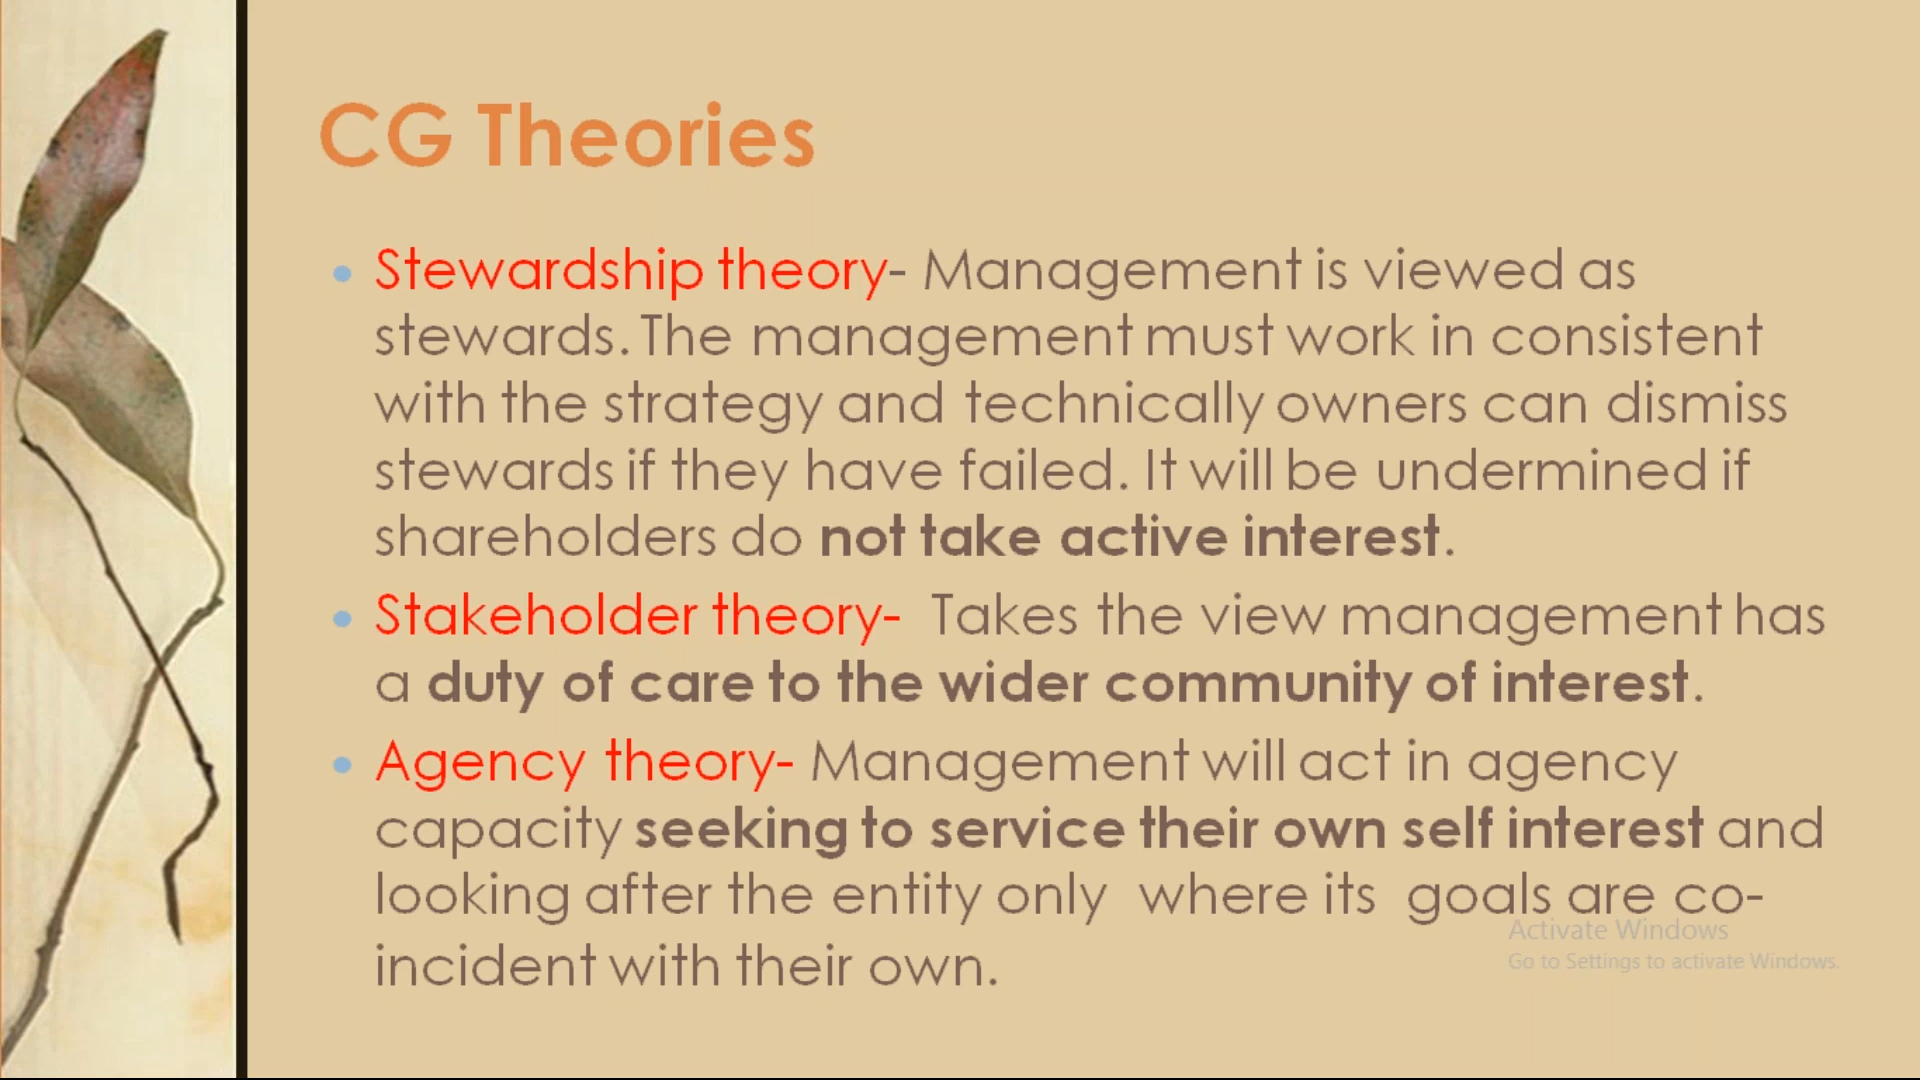 CG Theories
Stewardship theory- Management is viewed as
stewards. The management must work in consistent
with the strategy and technically owners can dismiss
stewards if they have failed. It will be undermined if
shareholders do not take active interest.
Stakeholder theory- Takes the view management has
a duty of care to the wider community of interest.
Agency theory- Management will act in agency
capacity seeking to service their own self interest and
looking after the entity only where its goals are co-
incident with their own.
Activate Windows
Go to Settings to activate Windows.